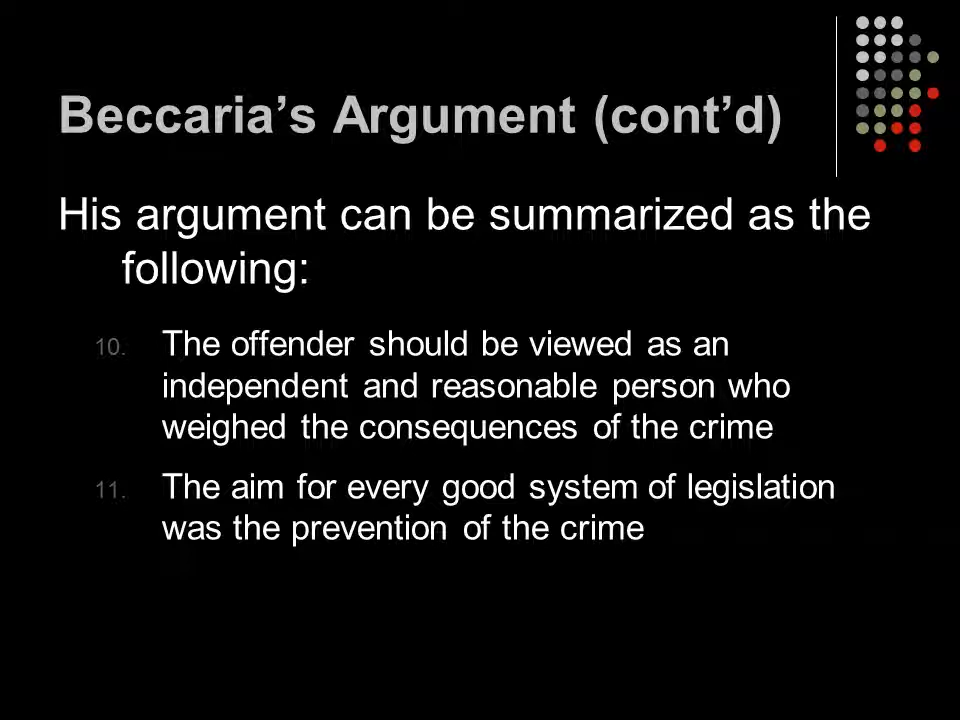 Beccaria’s Argument (cont’d)
His argument can be summarized as the
following:
10. The offender should be viewed as an
independent and reasonable person who
weighed the consequences of the crime
11. The aim for every good system of legislation
was the prevention of the crime